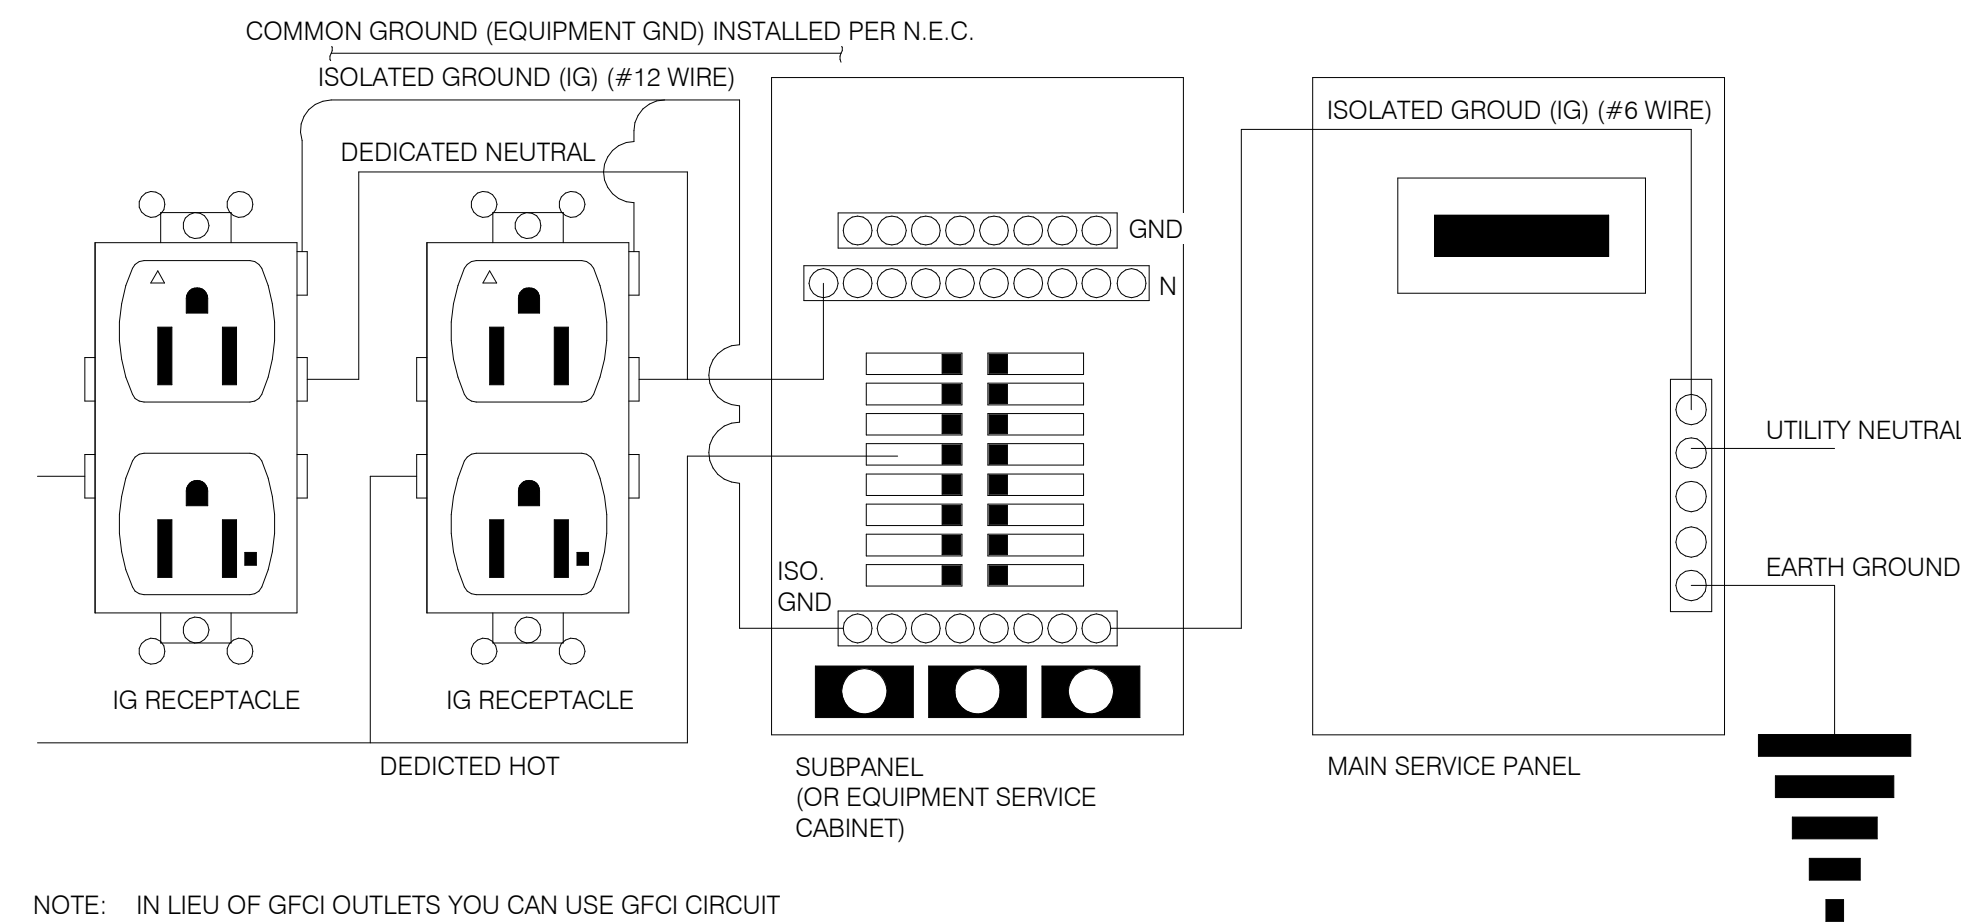 COMMON GROUND (EQUIPMENT GND) INSTALLED PER N.E.C.
ISOLATED GROUND (IG) (#12 WIRE)
DEDICATED NEUTRAL
ISOLATED GROUD (IG) (#6 WIRE)
GND
N
UTILITY NEUTRAL
EARTH GROUND
ISO.
GND
IG RECEPTACLE
IG RECEPTACLE
DEDICTED HOT
SUBPANEL
(OR EQUIPMENT SERVICE
CABINET)
MAIN SERVICE PANEL
NOTE: IN LIEU OF GFCI OUTLETS YOU CAN USE GFCI CIRCUIT